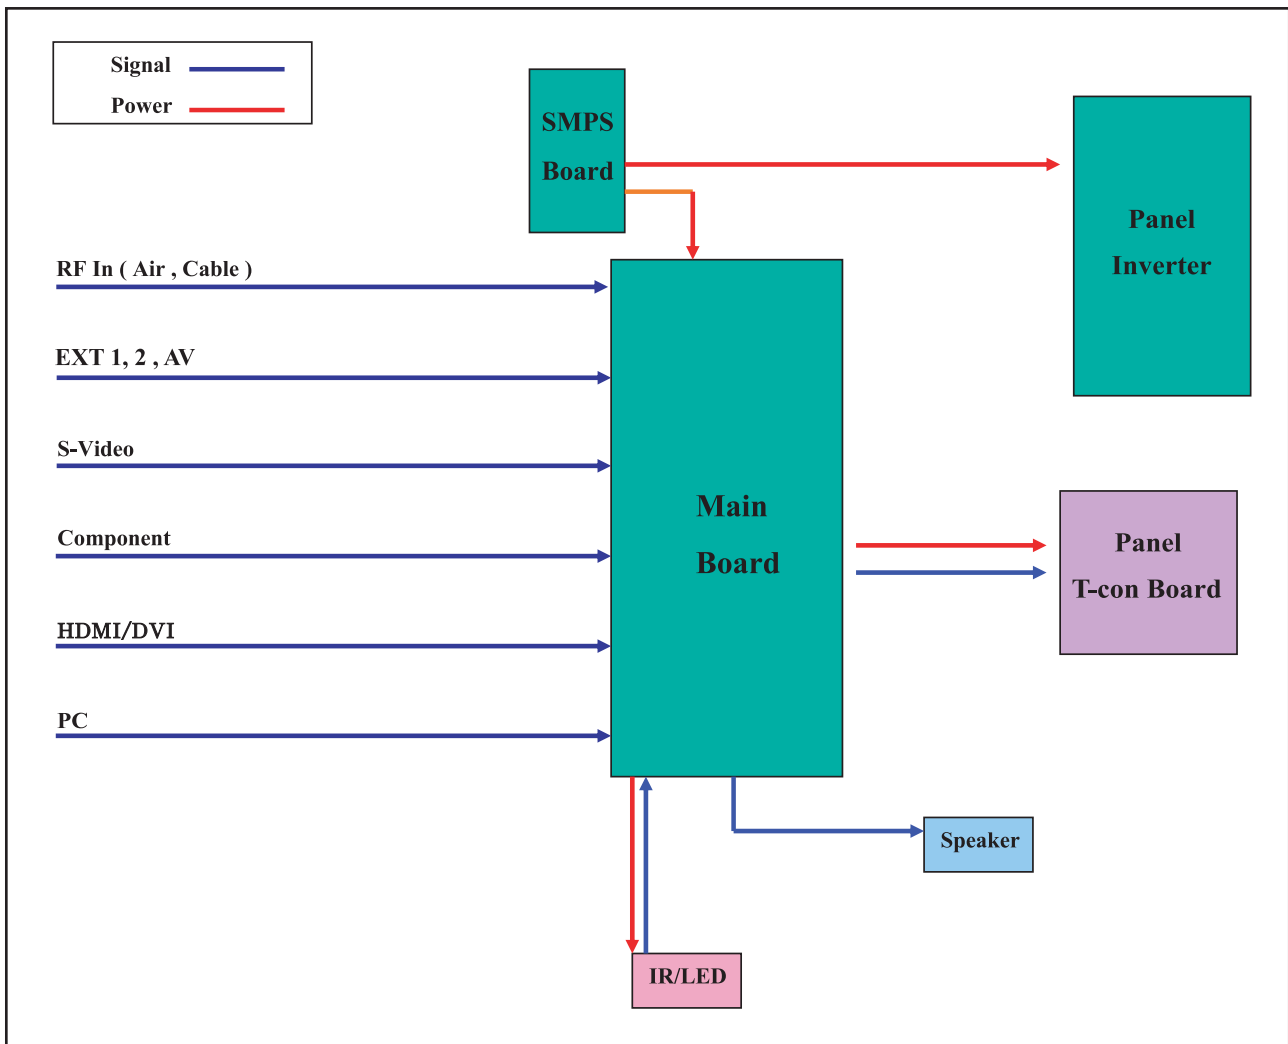 Signal
Power
SMPS
Board
Panel
Inverter
RF In ( Air , Cable )
EXT 1, 2 , AV
S-Video
Component
HDMI/DVI
PC
Main
Board
Panel
T-con Board
Speaker
IR/LED